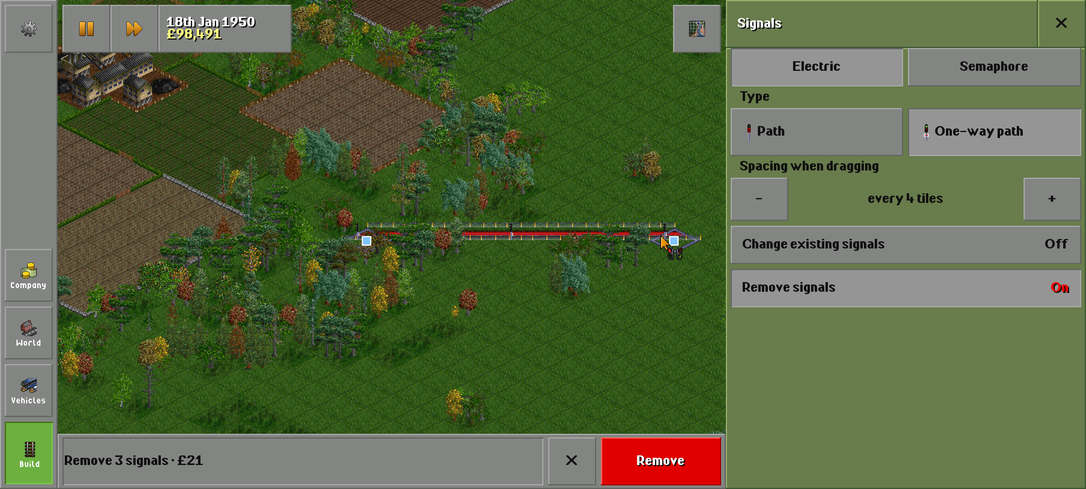 18th Jan 1950
£98,491
Signals
Electric
Semaphore
Type
Path
One-way path
Spacing when dragging
-
every 4 tiles
+
Change existing signals
Off
Remove signals
On
Company
World
Vehicles
Build
Remove 3 signals · £21
Remove